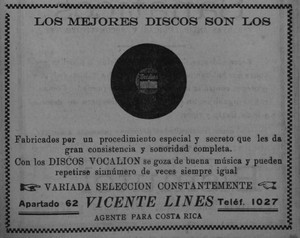 LOS MEJORES DISCOS SON LOS
Fabricados por un procedimiento especial y secreto que les da
gran consistencia y sonoridad completa.
Con los DISCOS VOCALION se goza de buena música y pueden
repetirse sinnúmero de veces siempre igual
VARIADA SELECCION CONSTANTEMENTE
Apartado 62 VICENTE LINES Teléf. 1027
AGENTE PARA COSTA RICA